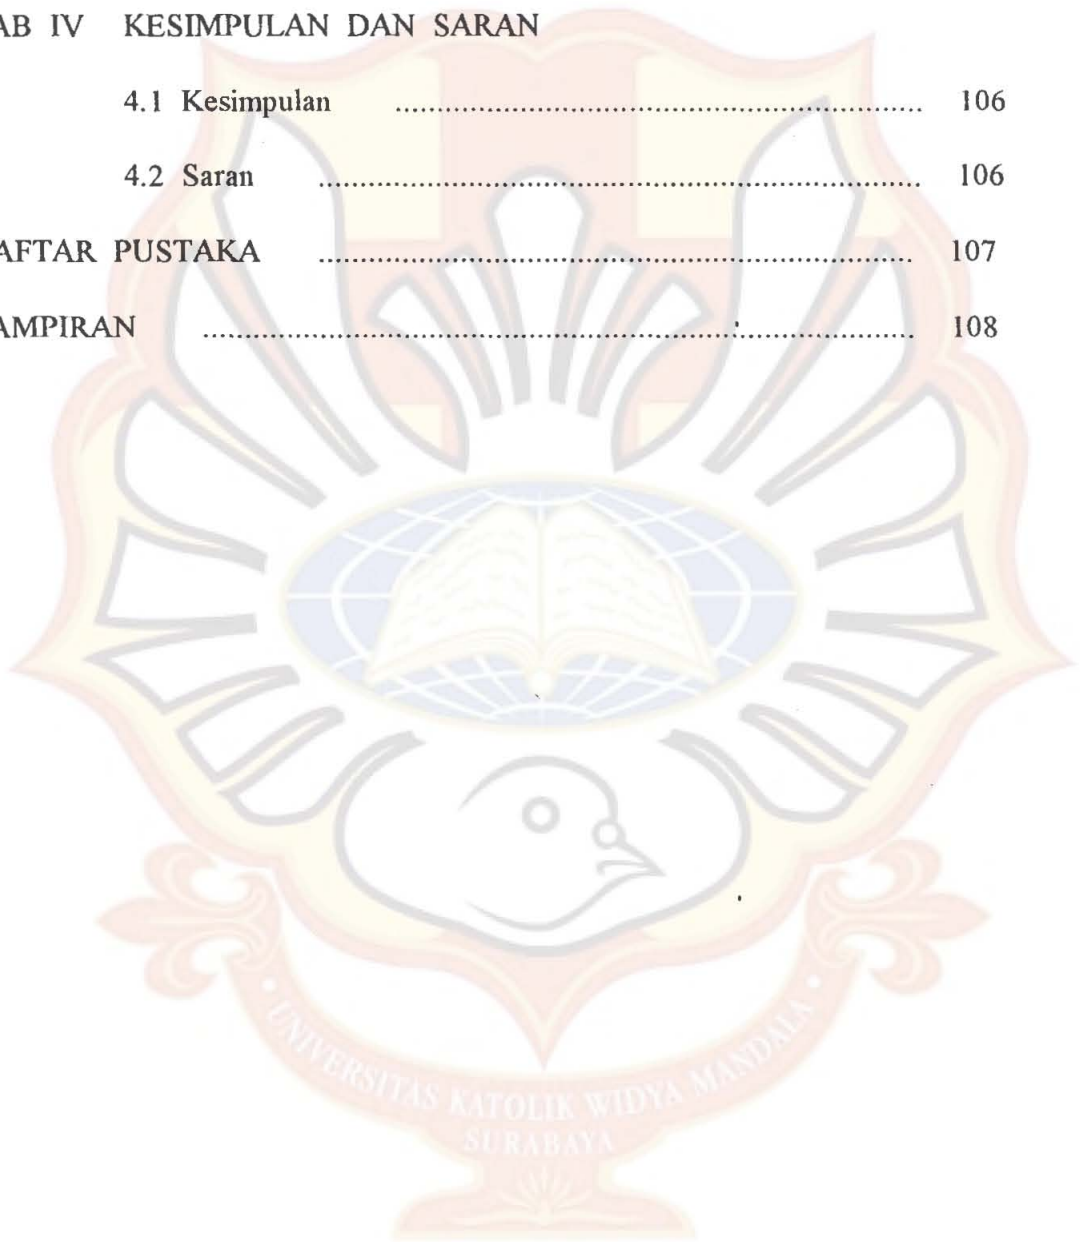 AB IV KESIMPULAN DAN SARAN
4.1 Kesimpulan .......................................................... 106
4.2 Saran .................................................................. 106
AFTAR PUSTAKA ................................................................. 107
AMPIRAN .............................................................................. 108
UNIVERSITAS KATOLIK WIDYA MANDALA
SURABAYA